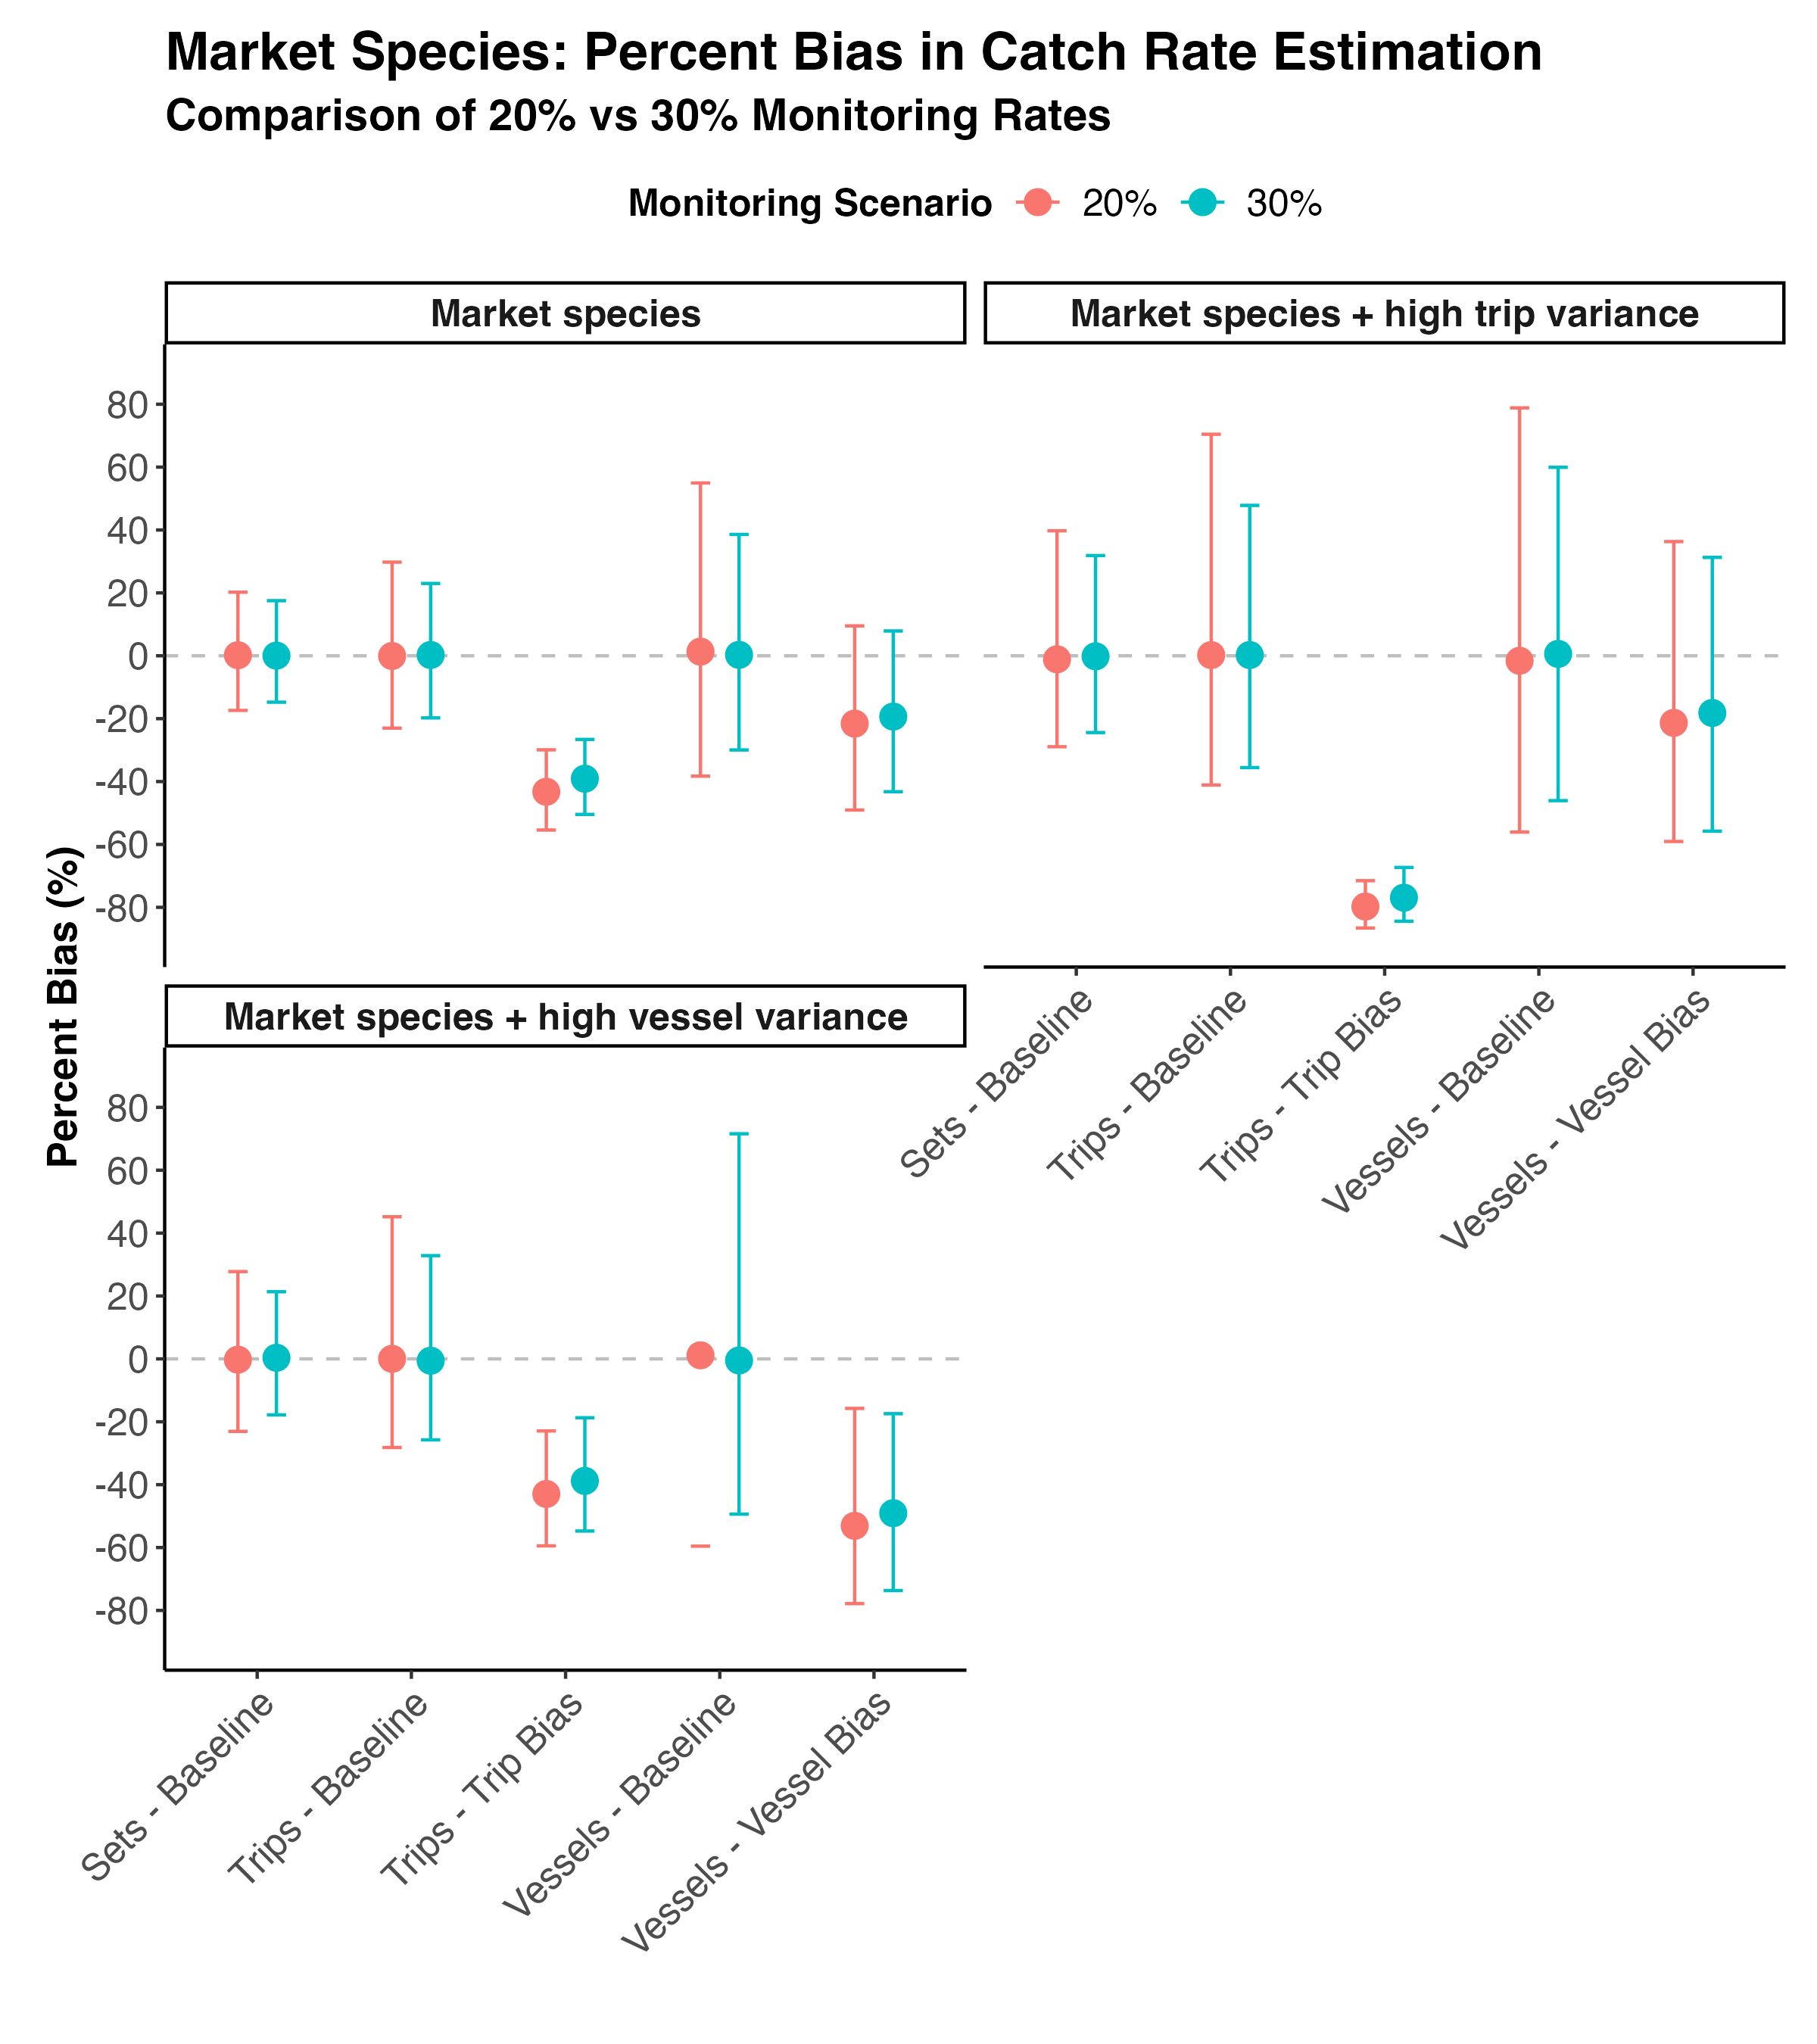 Market Species: Percent Bias in Catch Rate Estimation
Comparison of 20% vs 30% Monitoring Rates
Monitoring Scenario 20% 30%
Market species
Market species + high trip variance
80
60
40
20
0
-20
-40
-60
-80
Percent Bias (%)
Sets - Baseline
Trips - Baseline
Trips - Trip Bias
Vessels - Baseline
Vessels - Vessel Bias
Market species + high vessel variance
80
60
40
20
0
-20
-40
-60
-80
Sets - Baseline
Trips - Baseline
Trips - Trip Bias
Vessels - Baseline
Vessels - Vessel Bias